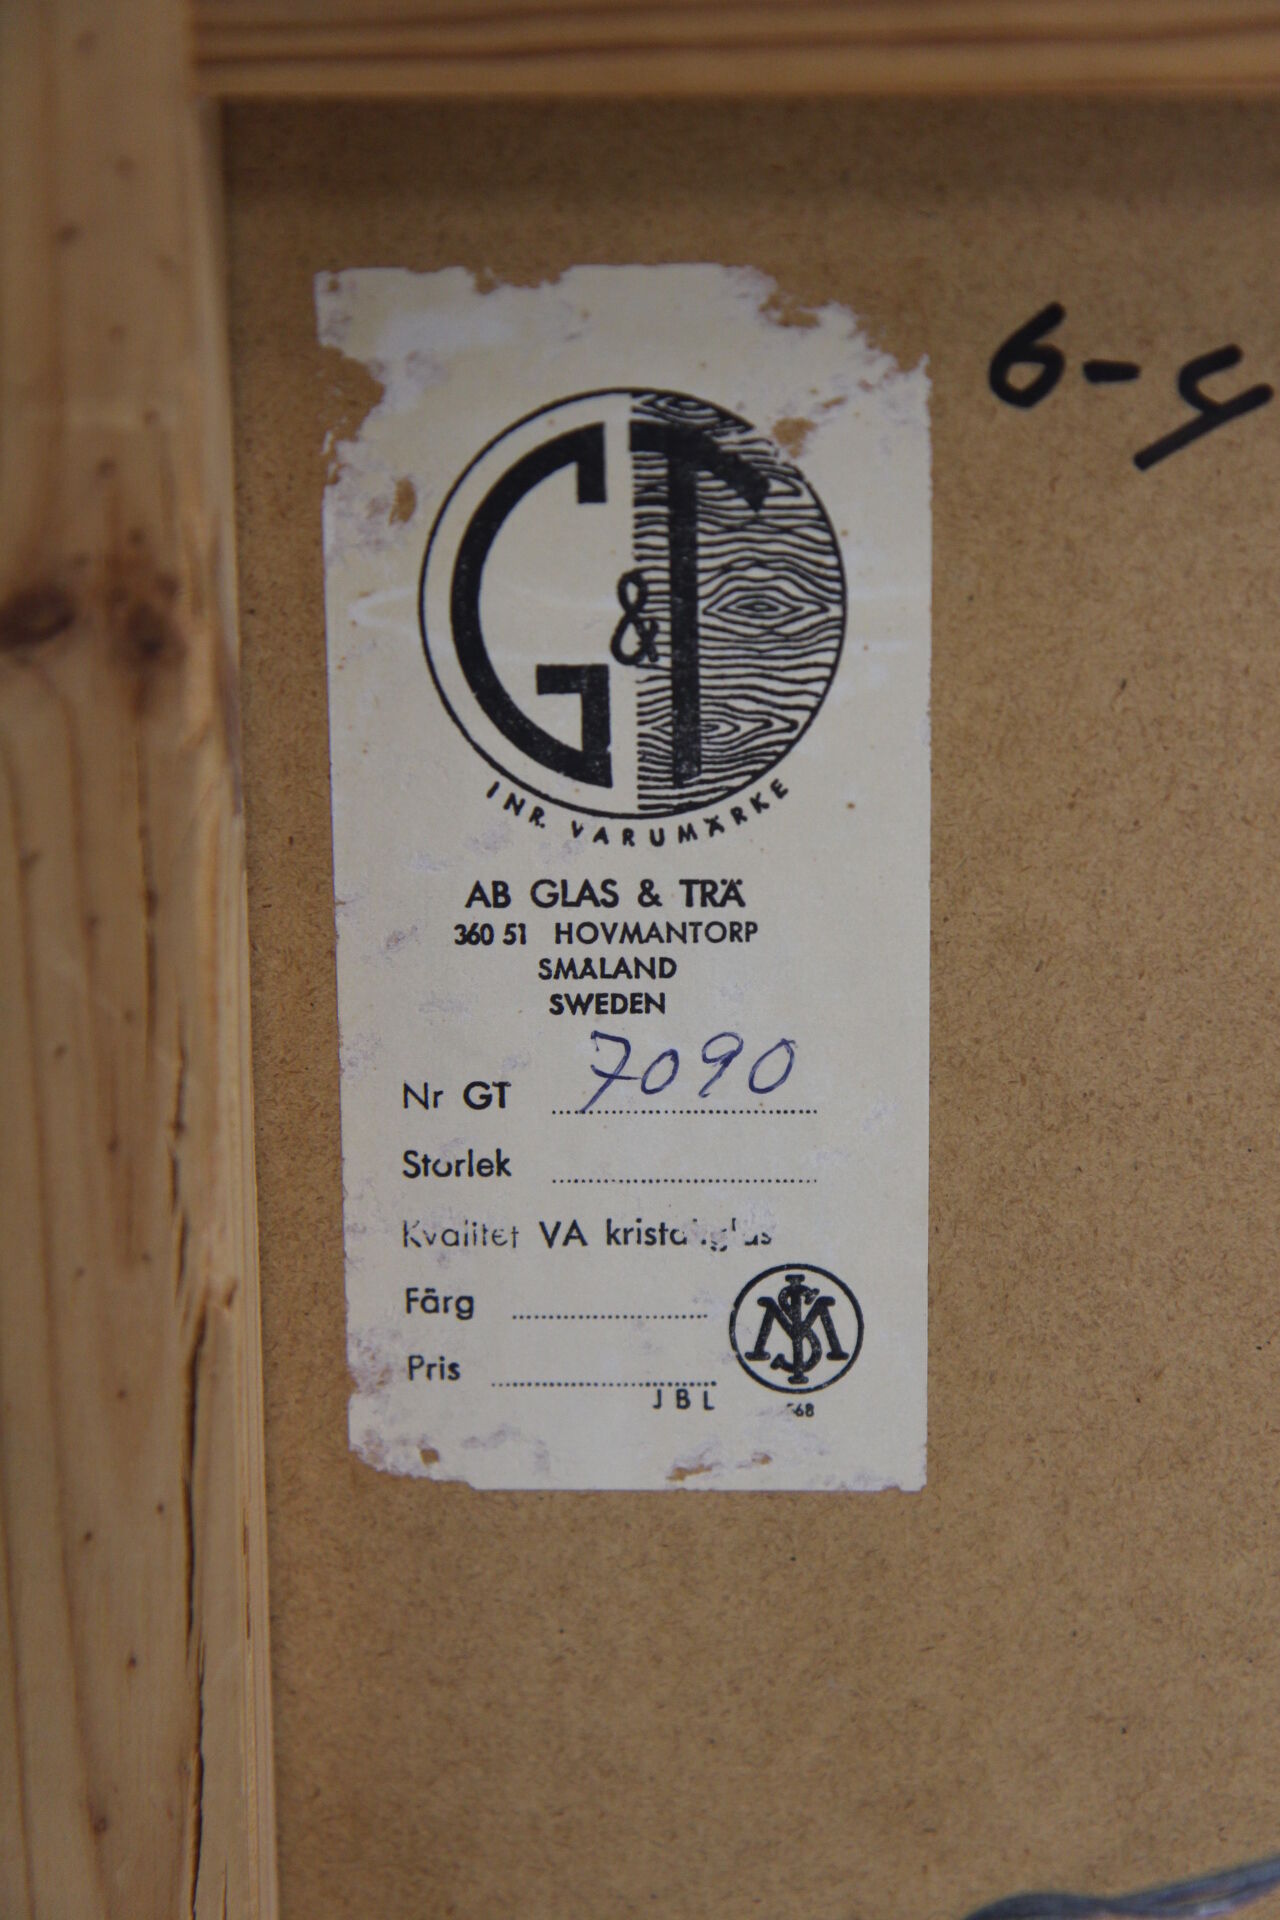 6-4
G&T
INR. VARUMÄRKE
AB GLAS & TRÄ
360 51 HOVMANTORP
SMÅLAND
SWEDEN
Nr GT 7090
Storlek
Kvalitet VA kristallglas
Färg
Pris
JBL